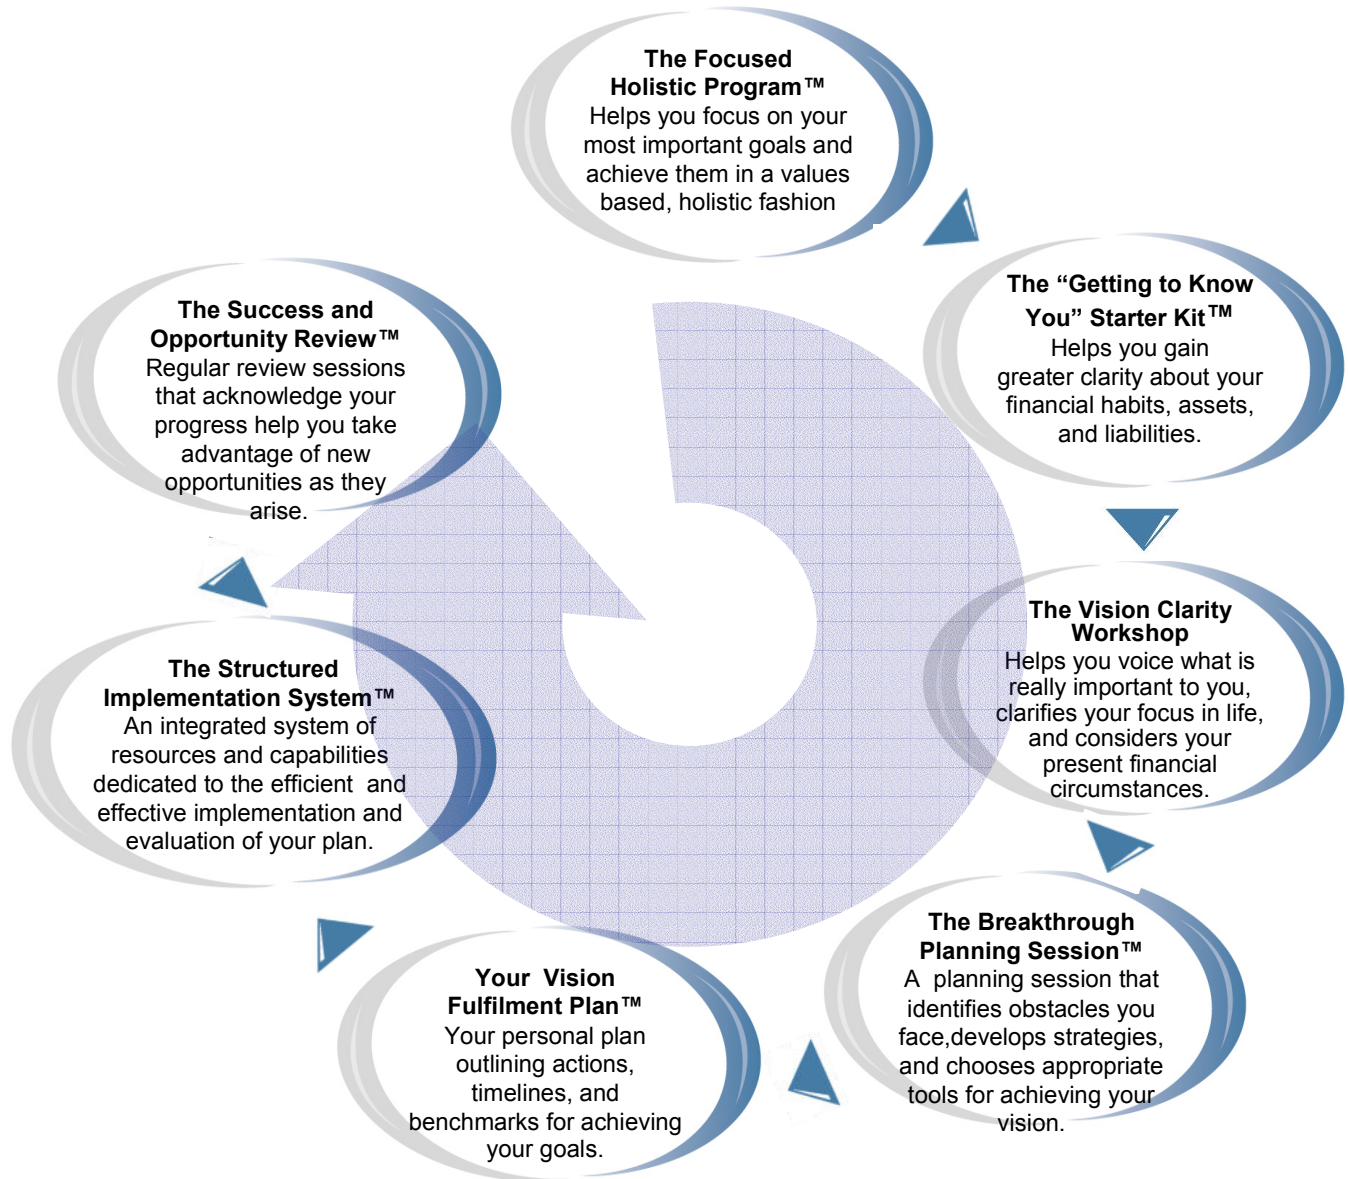 The Focused
Holistic Program™
Helps you focus on your
most important goals and
achieve them in a values
based, holistic fashion
The “Getting to Know
You” Starter Kit™
Helps you gain
greater clarity about your
financial habits, assets,
and liabilities.
The Vision Clarity
Workshop
Helps you voice what is
really important to you,
clarifies your focus in life,
and considers your
present financial
circumstances.
The Breakthrough
Planning Session™
A planning session that
identifies obstacles you
face,develops strategies,
and chooses appropriate
tools for achieving your
vision.
Your Vision
Fulfilment Plan™
Your personal plan
outlining actions,
timelines, and
benchmarks for achieving
your goals.
The Structured
Implementation System™
An integrated system of
resources and capabilities
dedicated to the efficient and
effective implementation and
evaluation of your plan.
The Success and
Opportunity Review™
Regular review sessions
that acknowledge your
progress help you take
advantage of new
opportunities as they
arise.